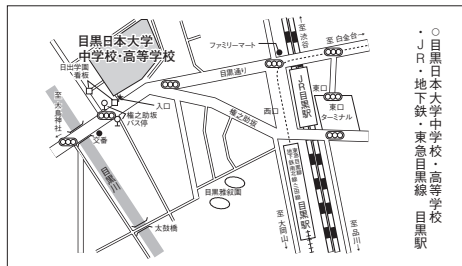 ○目黒日本大学中学校・高等学校
・JR・地下鉄・東急目黒線　目黒駅
目黒日本大学
中学校・高等学校
日出学園
看板
至大鳥神社
入口
権之助坂
バス停
交番
目黒川
太鼓橋
目黒通り
権之助坂
目黒雅叙園
ファミリーマート
至渋谷
至白金台
JR目黒駅
西口
東口
東口
ターミナル
東急目黒線
目黒駅
至大岡山
至品川